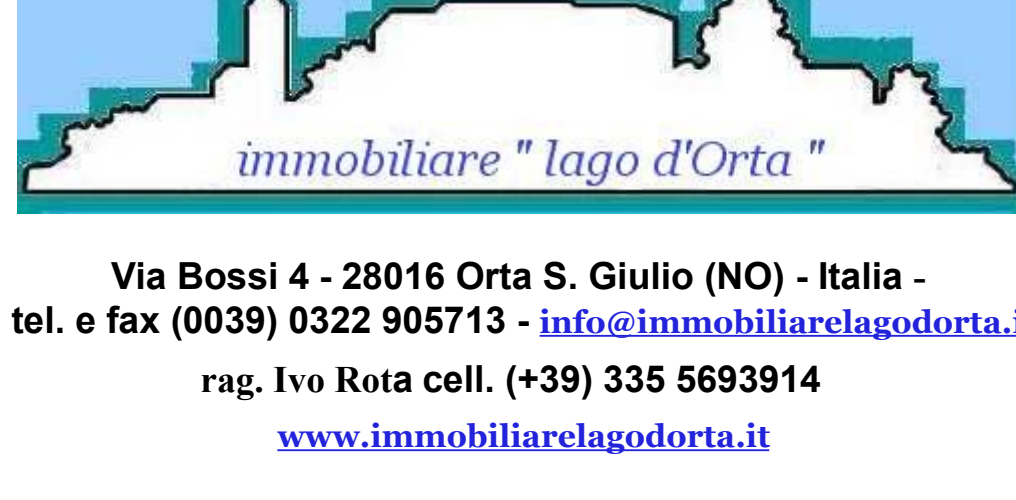 immobiliare " lago d'Orta "
Via Bossi 4 - 28016 Orta S. Giulio (NO) - Italia -
tel. e fax (0039) 0322 905713 - info@immobiliarelagodorta.i
rag. Ivo Rota cell. (+39) 335 5693914
www.immobiliarelagodorta.it